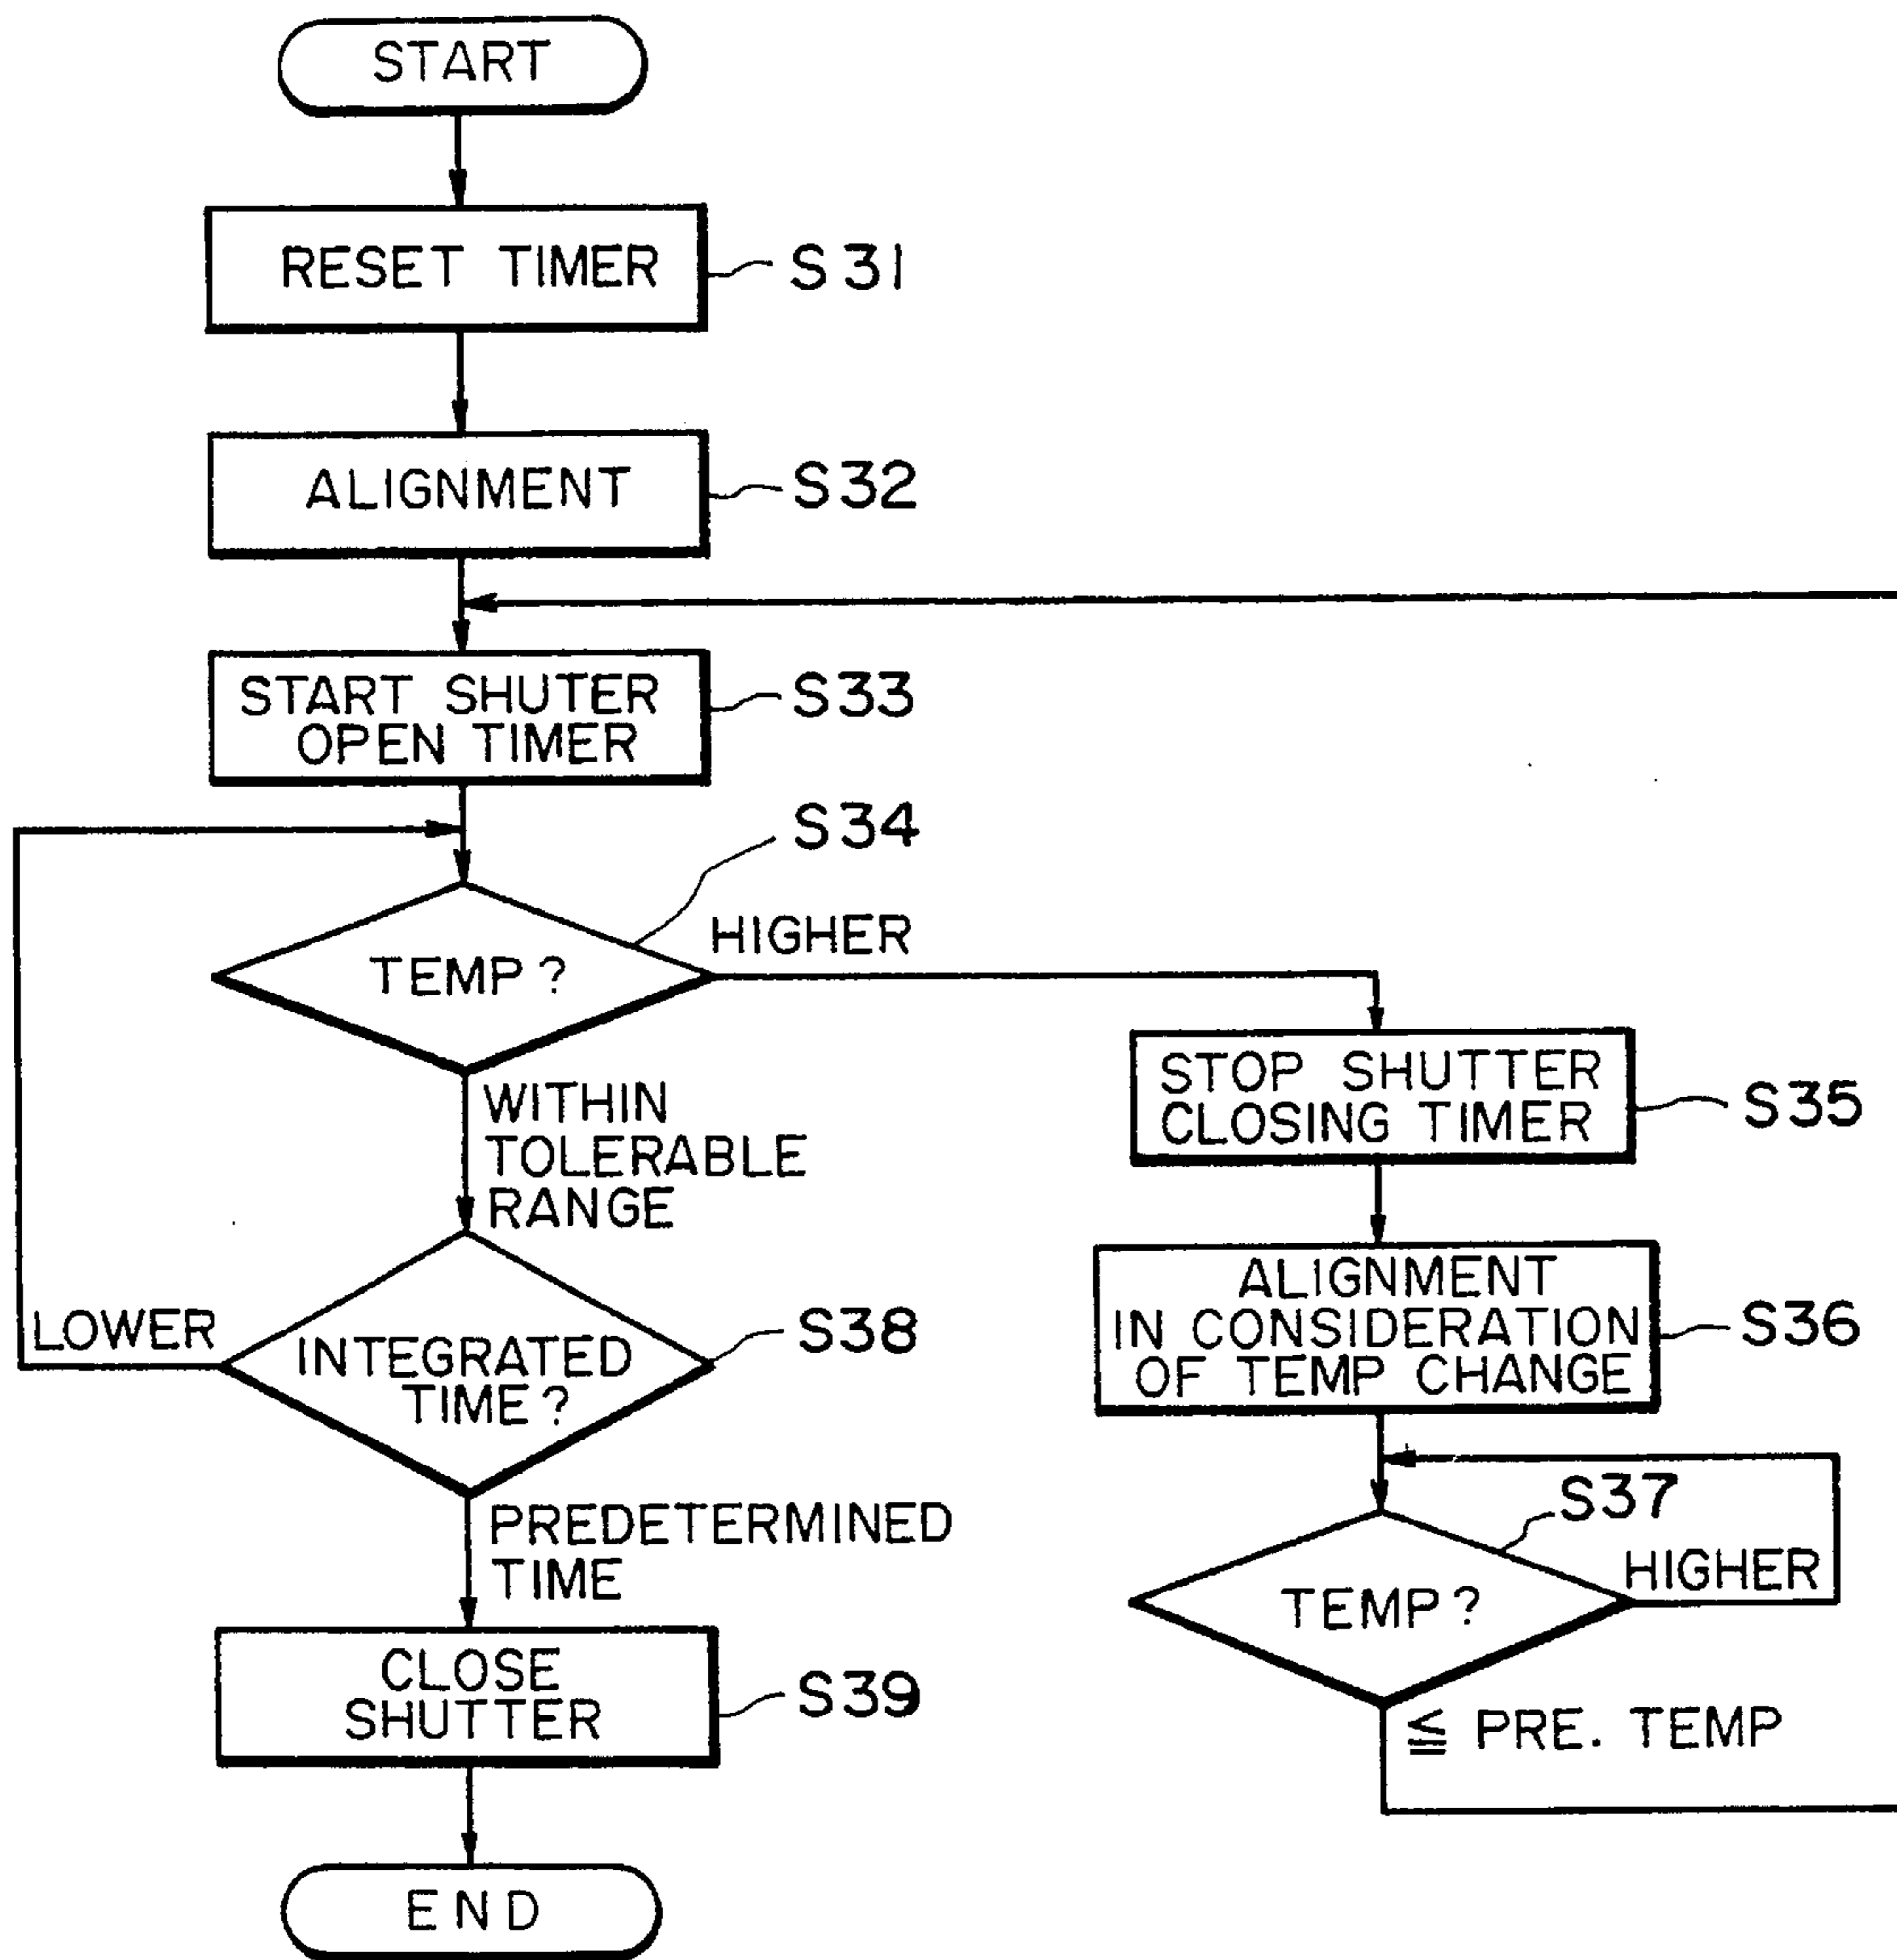 START
RESET TIMER
S31
ALIGNMENT
S32
START SHUTER
OPEN TIMER
S33
S34
TEMP?
HIGHER
WITHIN
TOLERABLE
RANGE
STOP SHUTTER
CLOSING TIMER
S35
ALIGNMENT
IN CONSIDERATION
OF TEMP CHANGE
S36
LOWER
INTEGRATED
TIME?
S38
S37
TEMP?
HIGHER
≦ PRE. TEMP
PREDETERMINED
TIME
CLOSE
SHUTTER
S39
END